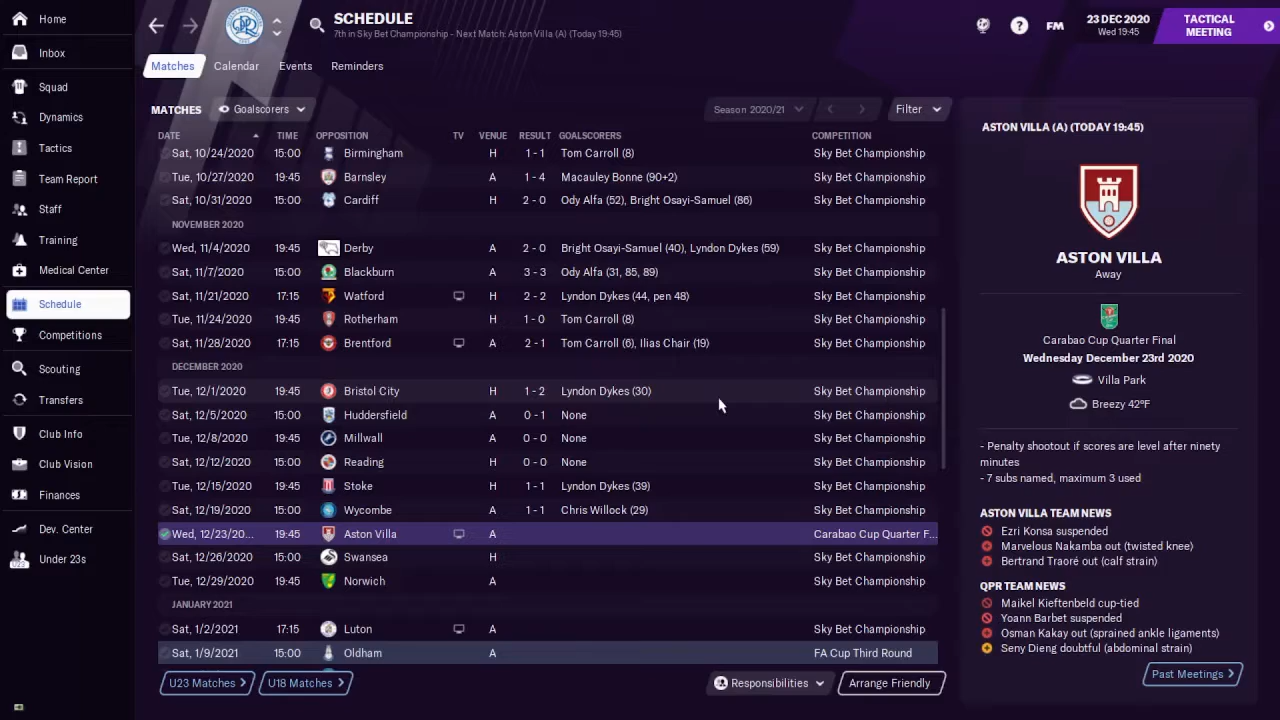 Home
Inbox
Squad
Dynamics
Tactics
Team Report
Staff
Training
Medical Center
Schedule
Competitions
Scouting
Transfers
Club Info
Club Vision
Finances
Dev. Center
Under 23s
SCHEDULE
7th in Sky Bet Championship - Next Match: Aston Villa (A) (Today 19:45)
FM
23 DEC 2020
Wed 19:45
TACTICAL MEETING
Matches Calendar Events Reminders
MATCHES Goalscorers Season 2020/21 Filter
DATE TIME OPPOSITION TV VENUE RESULT GOALSCORERS COMPETITION
Sat, 10/24/2020 15:00 Birmingham H 1 - 1 Tom Carroll (8) Sky Bet Championship
Tue, 10/27/2020 19:45 Barnsley A 1 - 4 Macauley Bonne (90+2) Sky Bet Championship
Sat, 10/31/2020 15:00 Cardiff H 2 - 0 Ody Alfa (52), Bright Osayi-Samuel (86) Sky Bet Championship
NOVEMBER 2020
Wed, 11/4/2020 19:45 Derby A 2 - 0 Bright Osayi-Samuel (40), Lyndon Dykes (59) Sky Bet Championship
Sat, 11/7/2020 15:00 Blackburn A 3 - 3 Ody Alfa (31, 85, 89) Sky Bet Championship
Sat, 11/21/2020 17:15 Watford H 2 - 2 Lyndon Dykes (44, pen 48) Sky Bet Championship
Tue, 11/24/2020 19:45 Rotherham H 1 - 0 Tom Carroll (8) Sky Bet Championship
Sat, 11/28/2020 17:15 Brentford A 2 - 1 Tom Carroll (6), Ilias Chair (19) Sky Bet Championship
DECEMBER 2020
Tue, 12/1/2020 19:45 Bristol City H 1 - 2 Lyndon Dykes (30) Sky Bet Championship
Sat, 12/5/2020 15:00 Huddersfield A 0 - 1 None Sky Bet Championship
Tue, 12/8/2020 19:45 Millwall A 0 - 0 None Sky Bet Championship
Sat, 12/12/2020 15:00 Reading H 0 - 0 None Sky Bet Championship
Tue, 12/15/2020 19:45 Stoke H 1 - 1 Lyndon Dykes (39) Sky Bet Championship
Sat, 12/19/2020 15:00 Wycombe A 1 - 1 Chris Willock (29) Sky Bet Championship
Wed, 12/23/20... 19:45 Aston Villa A Carabao Cup Quarter F...
Sat, 12/26/2020 15:00 Swansea H Sky Bet Championship
Tue, 12/29/2020 19:45 Norwich A Sky Bet Championship
JANUARY 2021
Sat, 1/2/2021 17:15 Luton A Sky Bet Championship
Sat, 1/9/2021 15:00 Oldham A FA Cup Third Round
U23 Matches U18 Matches Responsibilities Arrange Friendly
ASTON VILLA (A) (TODAY 19:45)
ASTON VILLA
Away
Carabao Cup Quarter Final
Wednesday December 23rd 2020
Villa Park
Breezy 42°F
- Penalty shootout if scores are level after ninety
minutes
- 7 subs named, maximum 3 used
ASTON VILLA TEAM NEWS
Ezri Konsa suspended
Marvelous Nakamba out (twisted knee)
Bertrand Traoré out (calf strain)
QPR TEAM NEWS
Maikel Kieftenbeld cup-tied
Yoann Barbet suspended
Osman Kakay out (sprained ankle ligaments)
Seny Dieng doubtful (abdominal strain)
Past Meetings